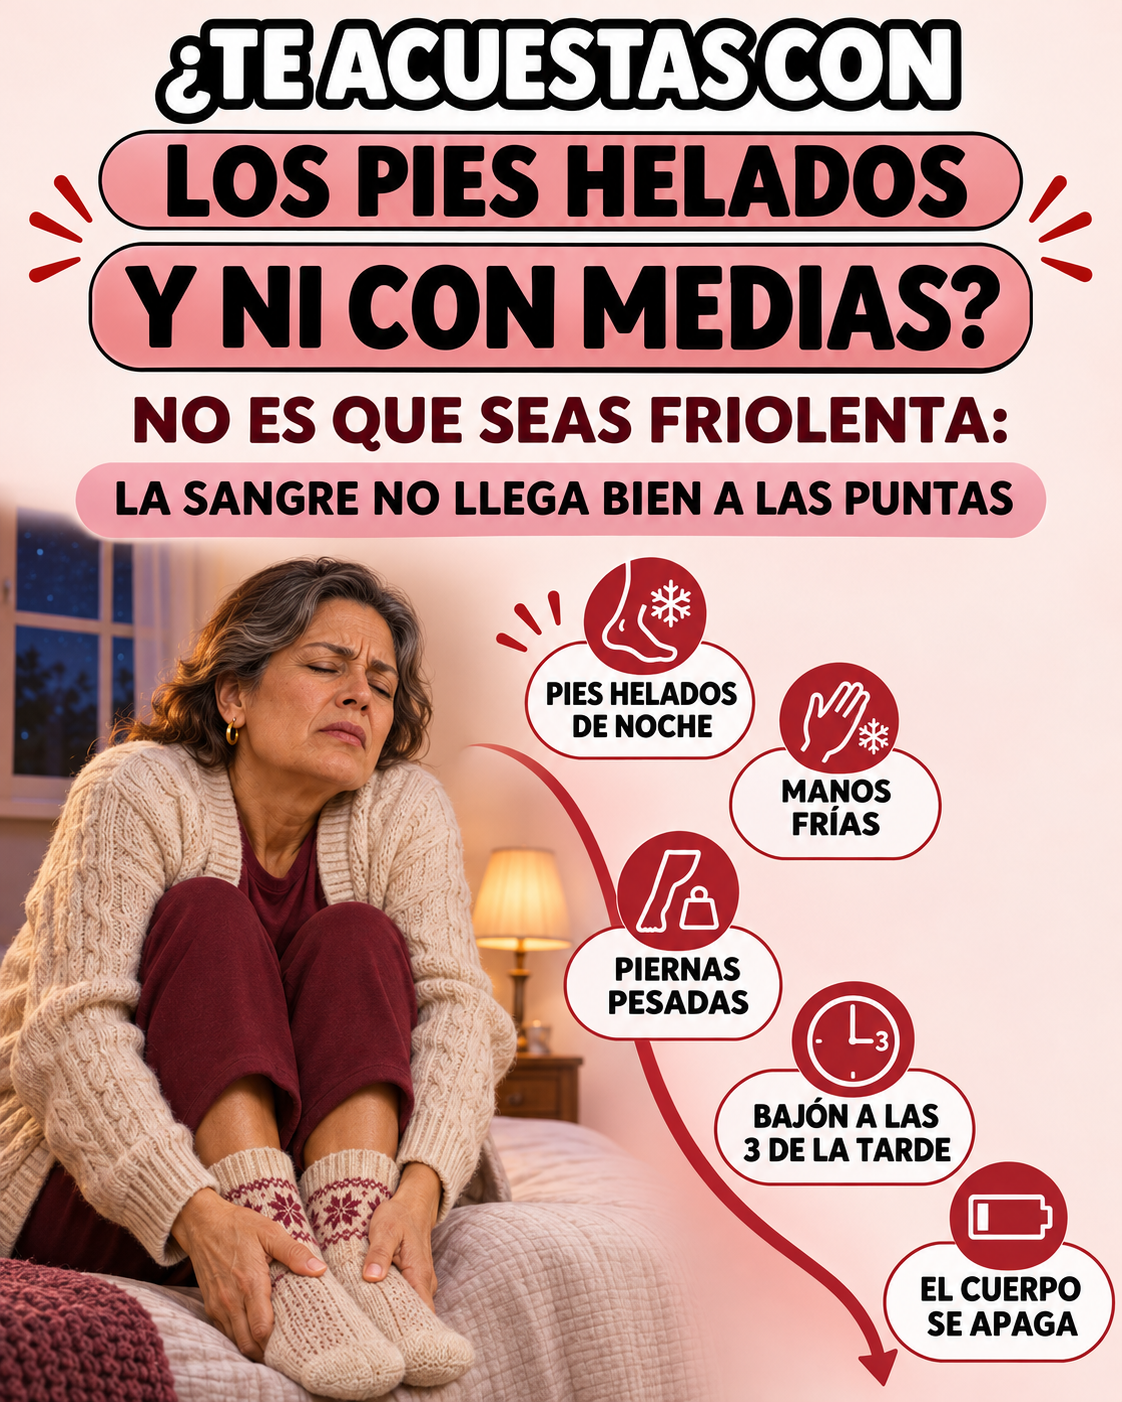 ¿TE ACUESTAS CON
LOS PIES HELADOS
Y NI CON MEDIAS?
NO ES QUE SEAS FRIOLENTA:
LA SANGRE NO LLEGA BIEN A LAS PUNTAS
PIES HELADOS
DE NOCHE
MANOS
FRÍAS
PIERNAS
PESADAS
3
BAJÓN A LAS
3 DE LA TARDE
EL CUERPO
SE APAGA